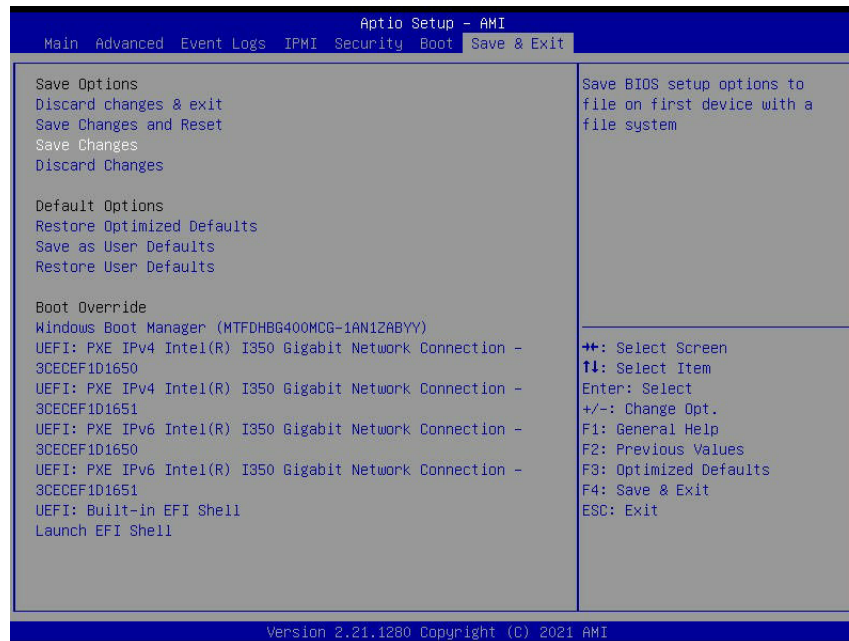 Aptio Setup – AMI
Main Advanced Event Logs IPMI Security Boot Save & Exit
Save Options
Discard changes & exit
Save Changes and Reset
Save Changes
Discard Changes
Default Options
Restore Optimized Defaults
Save as User Defaults
Restore User Defaults
Boot Override
Windows Boot Manager (MTFDHBG400MCG-1AN1ZABYY)
UEFI: PXE IPv4 Intel(R) I350 Gigabit Network Connection –
3CECEF1D1650
UEFI: PXE IPv4 Intel(R) I350 Gigabit Network Connection –
3CECEF1D1651
UEFI: PXE IPv6 Intel(R) I350 Gigabit Network Connection –
3CECEF1D1650
UEFI: PXE IPv6 Intel(R) I350 Gigabit Network Connection –
3CECEF1D1651
UEFI: Built-in EFI Shell
Launch EFI Shell
Save BIOS setup options to
file on first device with a
file system
→←: Select Screen
↑↓: Select Item
Enter: Select
+/-: Change Opt.
F1: General Help
F2: Previous Values
F3: Optimized Defaults
F4: Save & Exit
ESC: Exit
Version 2.21.1280 Copyright (C) 2021 AMI